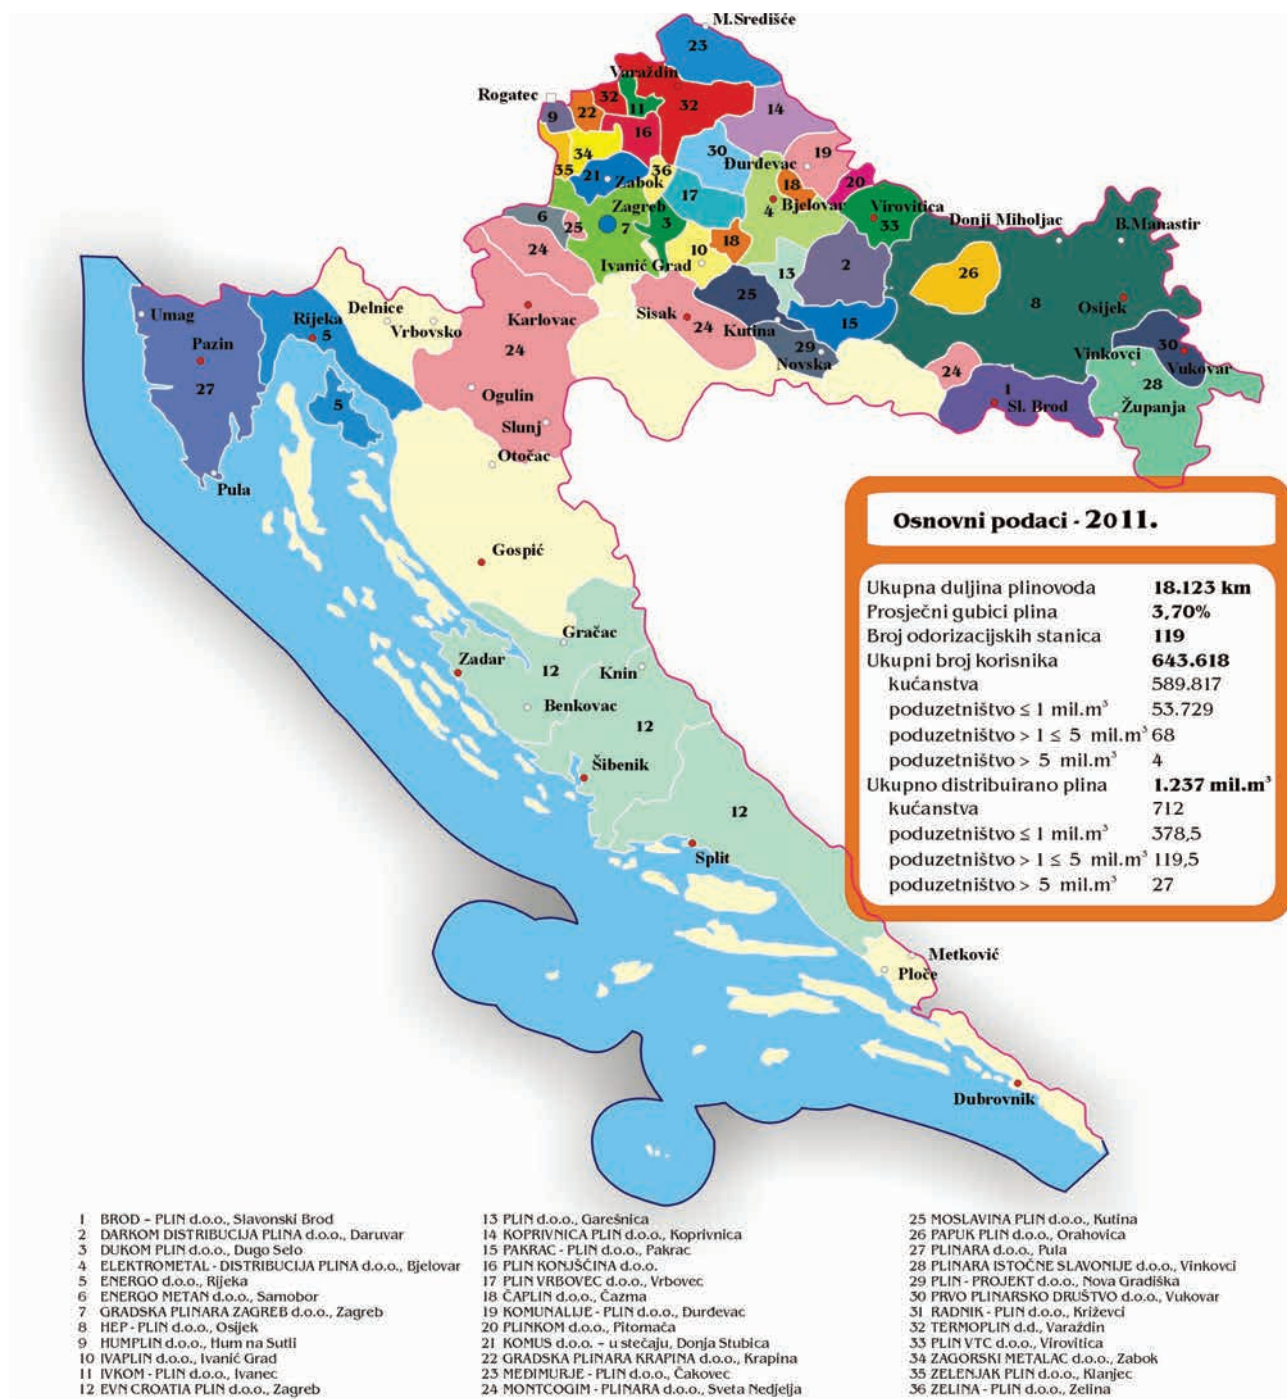 M.Središće
23
Varaždin
Rogatec
32
11
32
22
9
14
16
30
34
19
Đurđevac
35
36
21
Zabok
18
20
17
Bjelovar
Virovitica
Zagreb
4
6
25
7
3
33
Donji Miholjac
B.Manastir
24
10
18
Ivanić Grad
13
2
26
25
8
Umag
Delnice
Vrbovsko
Karlovac
Sisak
24
Kutina
15
Osijek
Rijeka
5
Pazin
24
29
Novska
Vinkovci
30
Vukovar
27
24
28
1
Sl. Brod
Županja
Ogulin
5
Slunj
Otočac
Pula
Gospić
Gračac
Zadar
12
Knin
Benkovac
12
Šibenik
12
Split
Metković
Ploče
Dubrovnik
Osnovni podaci - 2011.
Ukupna duljina plinovoda 18.123 km
Prosječni gubici plina 3,70%
Broj odorizacijskih stanica 119
Ukupni broj korisnika 643.618
kućanstva 589.817
poduzetništvo ≤ 1 mil.m³ 53.729
poduzetništvo > 1 ≤ 5 mil.m³ 68
poduzetništvo > 5 mil.m³ 4
Ukupno distribuirano plina 1.237 mil.m³
kućanstva 712
poduzetništvo ≤ 1 mil.m³ 378,5
poduzetništvo > 1 ≤ 5 mil.m³ 119,5
poduzetništvo > 5 mil.m³ 27
1 BROD – PLIN d.o.o., Slavonski Brod
2 DARKOM DISTRIBUCIJA PLINA d.o.o., Daruvar
3 DUKOM PLIN d.o.o., Dugo Selo
4 ELEKTROMETAL - DISTRIBUCIJA PLINA d.o.o., Bjelovar
5 ENERGO d.o.o., Rijeka
6 ENERGO METAN d.o.o., Samobor
7 GRADSKA PLINARA ZAGREB d.o.o., Zagreb
8 HEP - PLIN d.o.o., Osijek
9 HUMPLIN d.o.o., Hum na Sutli
10 IVAPLIN d.o.o., Ivanić Grad
11 IVKOM - PLIN d.o.o., Ivanec
12 EVN CROATIA PLIN d.o.o., Zagreb
13 PLIN d.o.o., Garešnica
14 KOPRIVNICA PLIN d.o.o., Koprivnica
15 PAKRAC - PLIN d.o.o., Pakrac
16 PLIN KONJŠČINA d.o.o.
17 PLIN VRBOVEC d.o.o., Vrbovec
18 ČAPLIN d.o.o., Čazma
19 KOMUNALIJE - PLIN d.o.o., Đurđevac
20 PLINKOM d.o.o., Pitomača
21 KOMUS d.o.o. – u stečaju, Donja Stubica
22 GRADSKA PLINARA KRAPINA d.o.o., Krapina
23 MEĐIMURJE - PLIN d.o.o., Čakovec
24 MONTCOGIM - PLINARA d.o.o., Sveta Nedjelja
25 MOSLAVINA PLIN d.o.o., Kutina
26 PAPUK PLIN d.o.o., Orahovica
27 PLINARA d.o.o., Pula
28 PLINARA ISTOČNE SLAVONIJE d.o.o., Vinkovci
29 PLIN - PROJEKT d.o.o., Nova Gradiška
30 PRVO PLINARSKO DRUŠTVO d.o.o., Vukovar
31 RADNIK - PLIN d.o.o., Križevci
32 TERMOPLIN d.d., Varaždin
33 PLIN VTC d.o.o., Virovitica
34 ZAGORSKI METALAC d.o.o., Zabok
35 ZELENJAK PLIN d.o.o., Klanjec
36 ZELINA - PLIN d.o.o., Zelina